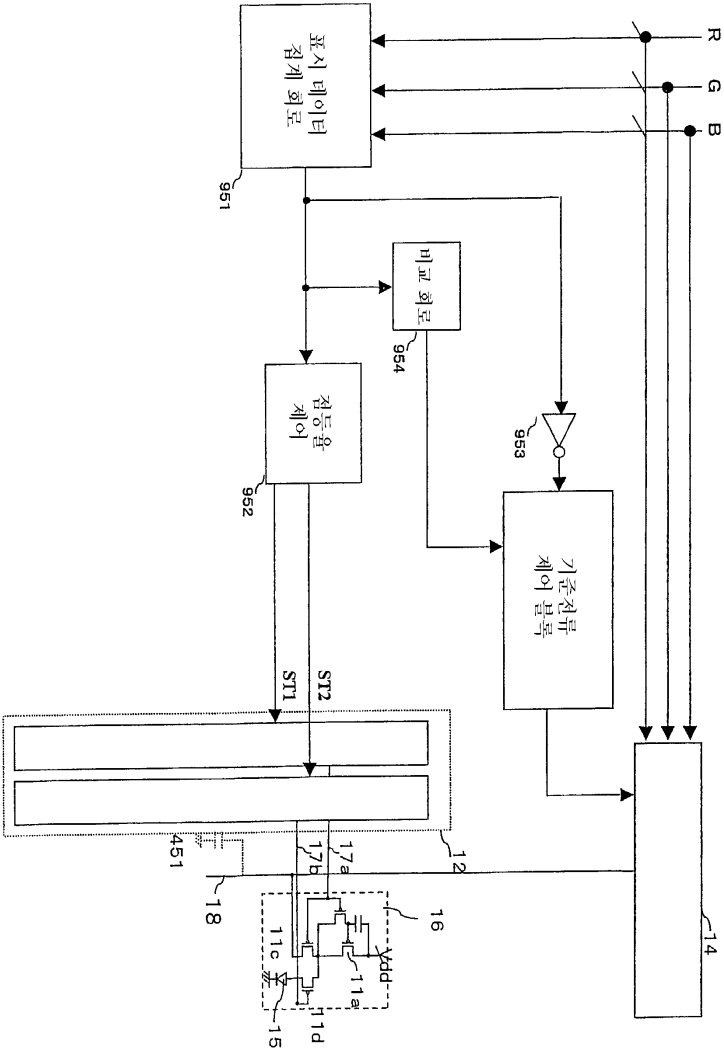 R
G
B
표시 데이터
집계 회로
951
비교 회로
954
953
점등율
제어
952
기준전류
제어 블록
ST2
ST1
14
12
451
17a
17b
18
16
Vdd
11a
11c
11d
15